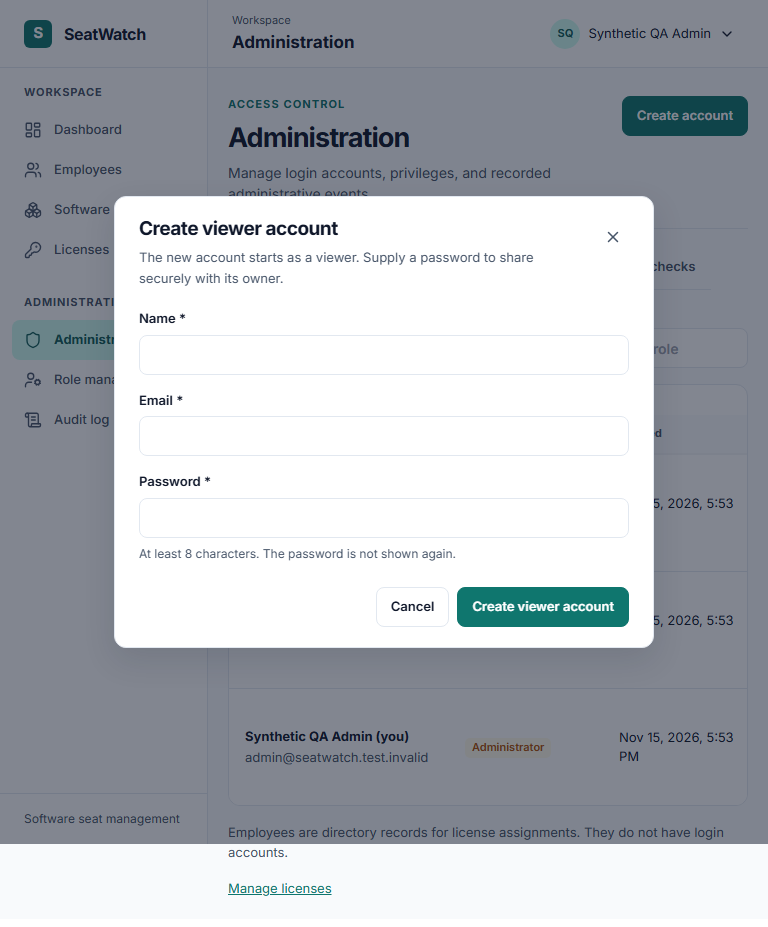 S SeatWatch
Workspace
Administration
SQ Synthetic QA Admin
WORKSPACE
Dashboard
Employees
Software
Licenses
ADMINISTRATI
Administr
Role mana
Audit log
Software seat management
ACCESS CONTROL
Administration
Create account
Manage login accounts, privileges, and recorded
administrative events.
checks
role
Create viewer account
The new account starts as a viewer. Supply a password to share
securely with its owner.
Name *
Email *
Password *
At least 8 characters. The password is not shown again.
Cancel Create viewer account
d
5, 2026, 5:53
5, 2026, 5:53
Synthetic QA Admin (you)
admin@seatwatch.test.invalid
Administrator
Nov 15, 2026, 5:53
PM
Employees are directory records for license assignments. They do not have login
accounts.
Manage licenses